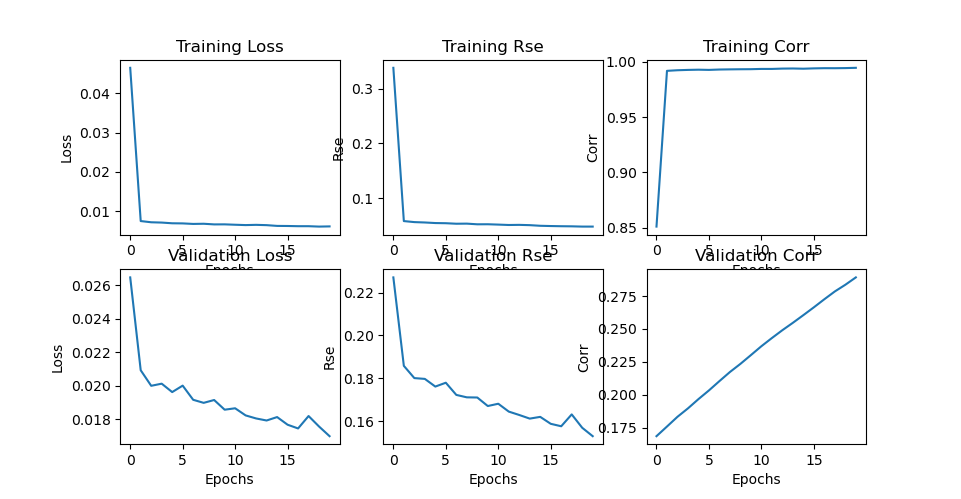 Training Loss
Training Rse
Training Corr
0.04
0.03
0.02
0.01
Loss
0 5 10 15
Epochs
0.3
0.2
0.1
Rse
0 5 10 15
Epochs
1.00
0.95
0.90
0.85
Corr
0 5 10 15
Epochs
Validation Loss
Validation Rse
Validation Corr
0.026
0.024
0.022
0.020
0.018
Loss
0 5 10 15
Epochs
0.22
0.20
0.18
0.16
Rse
0 5 10 15
Epochs
0.275
0.250
0.225
0.200
0.175
Corr
0 5 10 15
Epochs